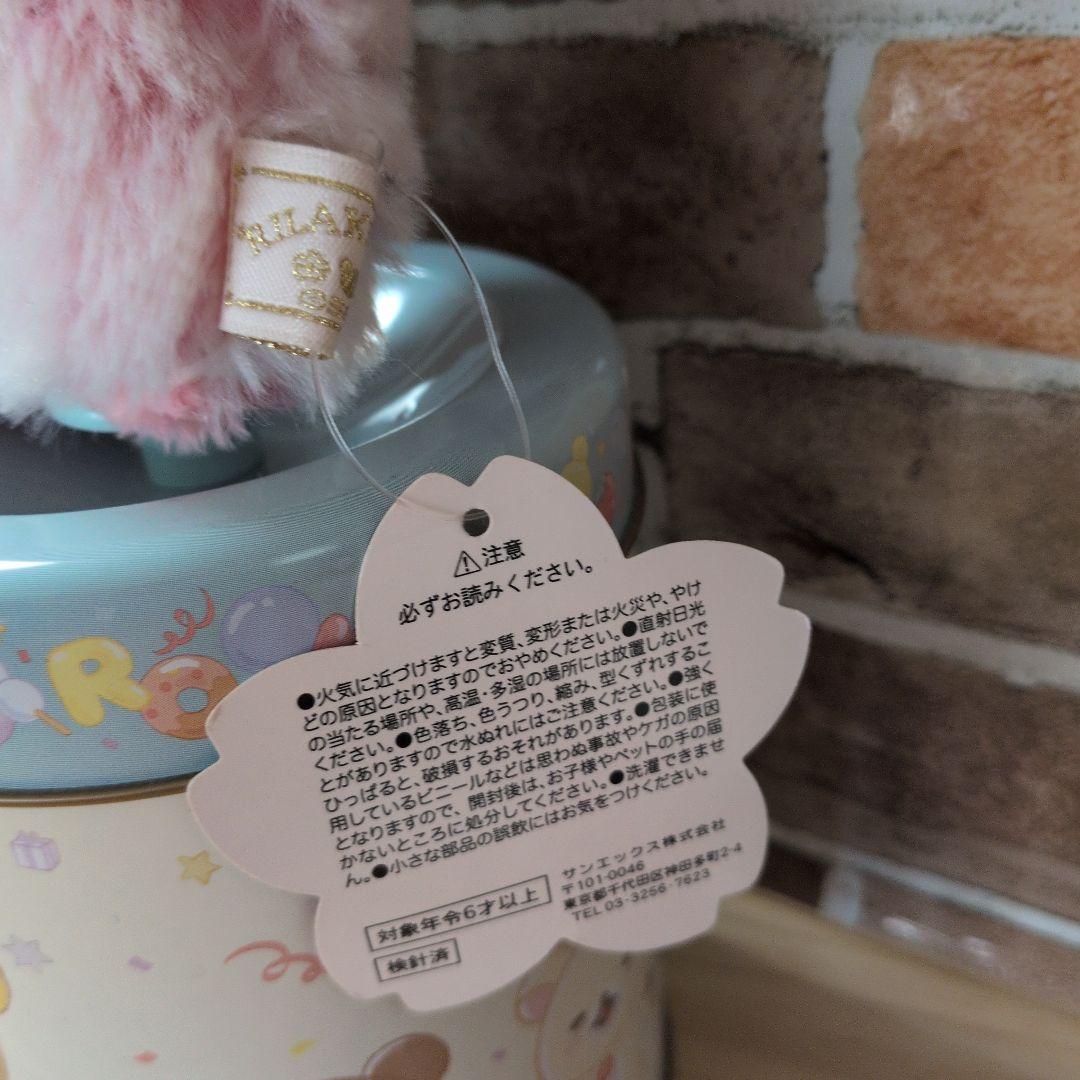 RILAK
RO
⚠注意
必ずお読みください。
●火気に近づけますと変質、変形または火災や、やけ
どの原因となりますのでおやめください。●直射日光
の当たる場所や、高温・多湿の場所には放置しないで
ください。●色落ち、色うつり、縮み、型くずれするこ
とがありますので水ぬれにはご注意ください。●強く
ひっぱると、破損するおそれがあります。●包装に使
用しているビニールなどは思わぬ事故やケガの原因
となりますので、開封後は、お子様やペットの手の届
かないところに処分してください。●洗濯できませ
ん。●小さな部品の誤飲にはお気をつけください。
対象年令6才以上
検針済
サンエックス株式会社
〒101-0046
東京都千代田区神田多町2-4
TEL 03-3256-7623